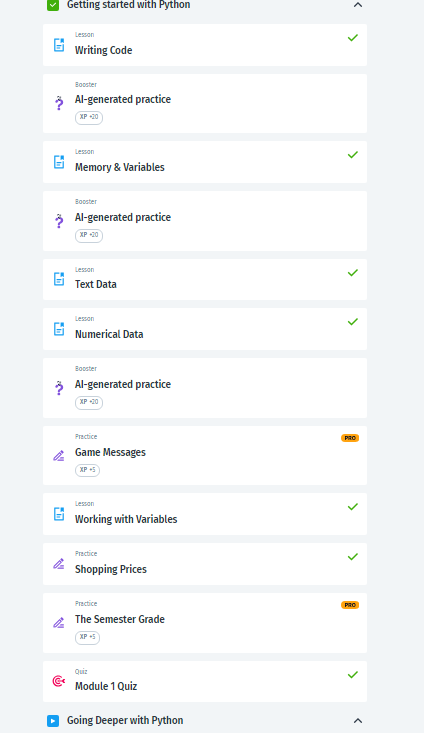 Getting started with Python
Lesson
Writing Code
Booster
AI-generated practice
XP +20
Lesson
Memory & Variables
Booster
AI-generated practice
XP +20
Lesson
Text Data
Lesson
Numerical Data
Booster
AI-generated practice
XP +20
Practice
PRO
Game Messages
XP +5
Lesson
Working with Variables
Practice
Shopping Prices
Practice
PRO
The Semester Grade
XP +5
Quiz
Module 1 Quiz
Going Deeper with Python